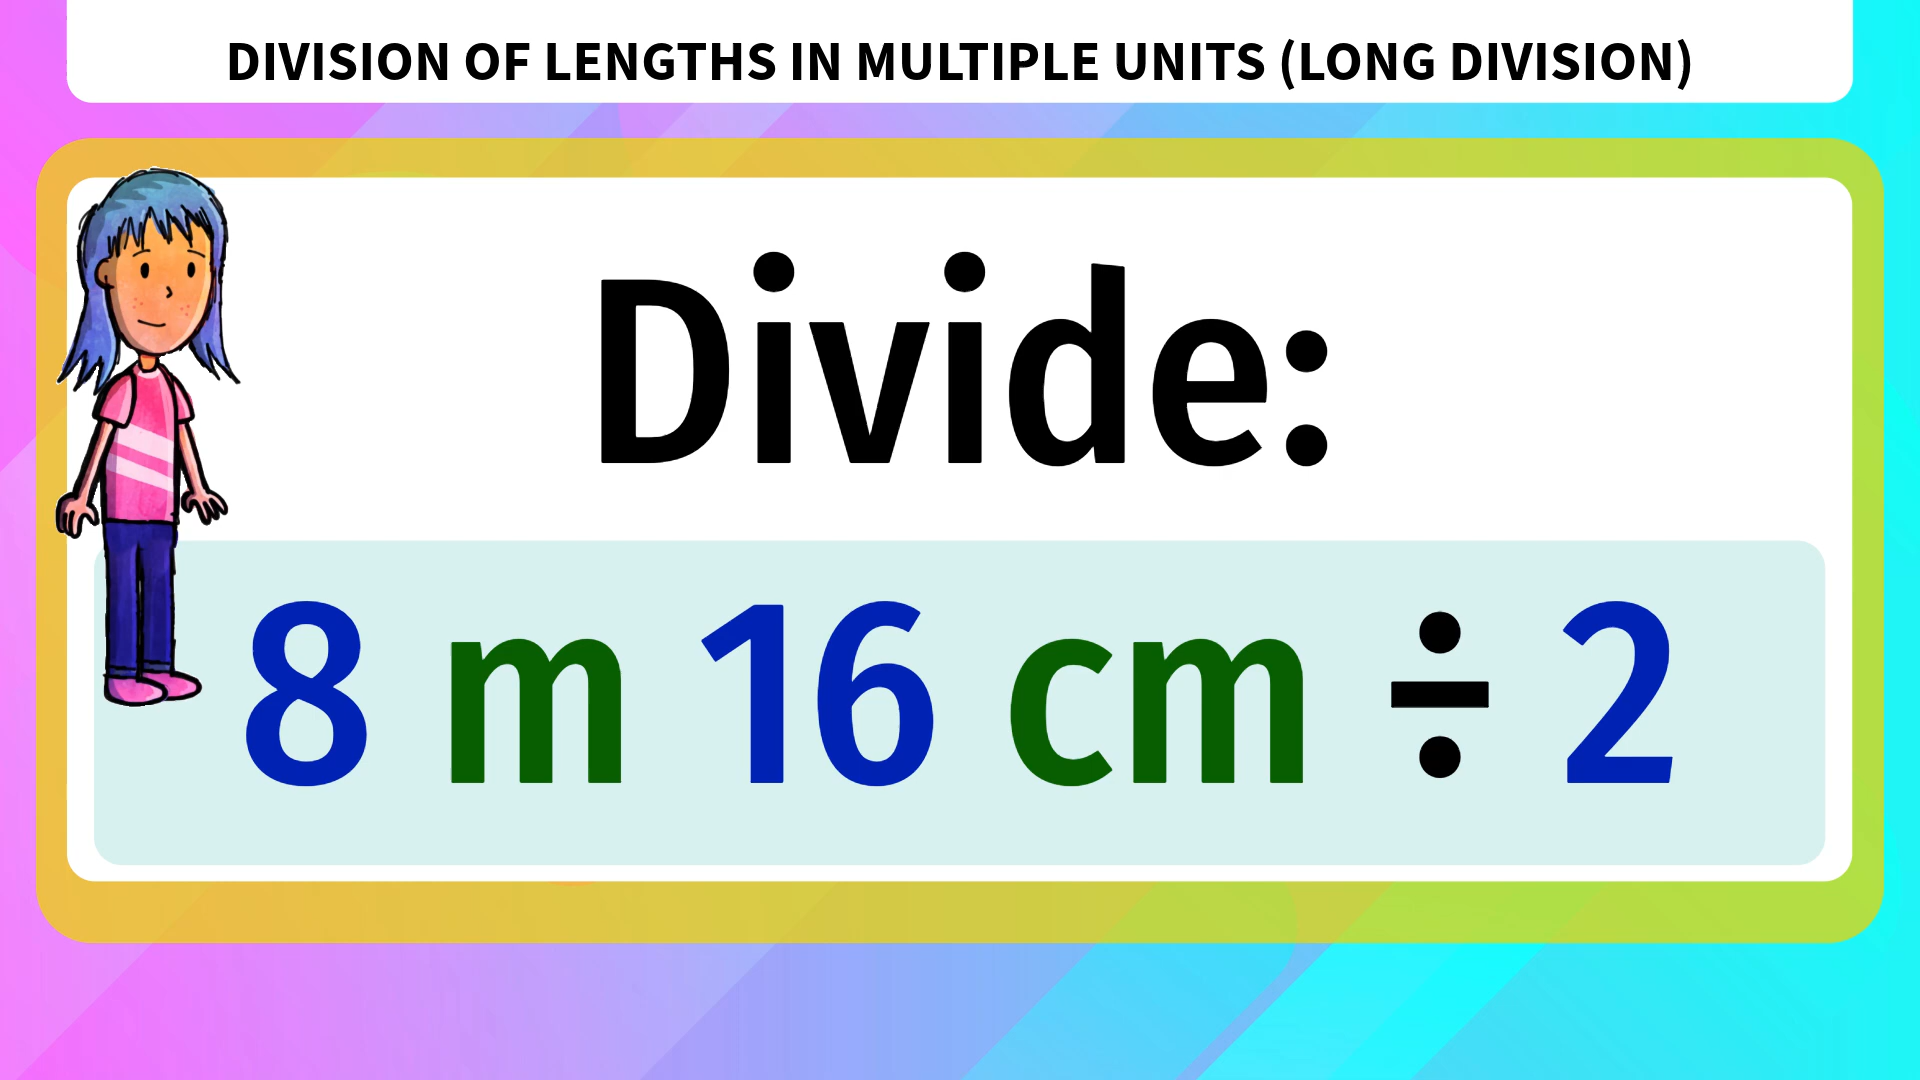 DIVISION OF LENGTHS IN MULTIPLE UNITS (LONG DIVISION)
Divide:
8 m 16 cm ÷ 2